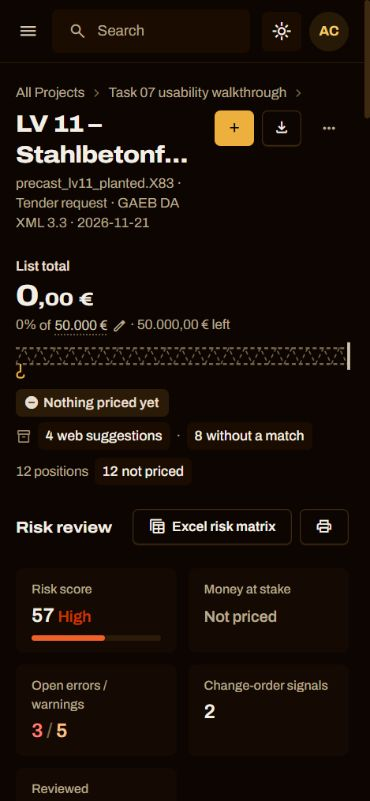 Search
AC
All Projects > Task 07 usability walkthrough >
LV 11 –
Stahlbetonf...
+
precast_lv11_planted.X83 ·
Tender request · GAEB DA
XML 3.3 · 2026-11-21
List total
0,00 €
0% of 50.000 € · 50.000,00 € left
Nothing priced yet
4 web suggestions · 8 without a match
12 positions 12 not priced
Risk review
Excel risk matrix
Risk score
57 High
Money at stake
Not priced
Open errors /
warnings
3 / 5
Change-order signals
2
Reviewed